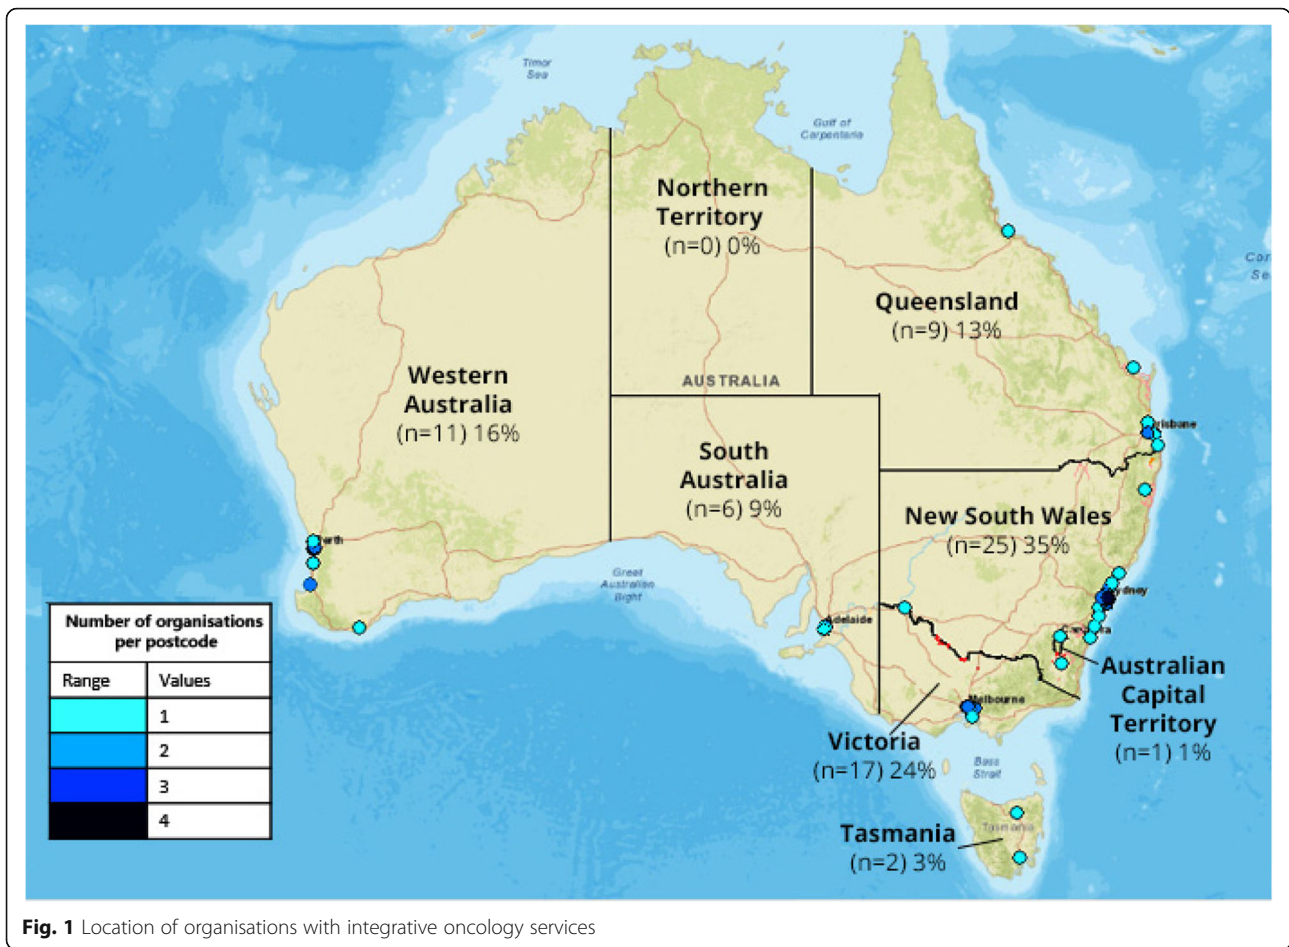 Timor
Sea
Gulf of
Carpentaria
Northern
Territory
(n=0) 0%
Queensland
(n=9) 13%
Western
Australia
(n=11) 16%
AUSTRALIA
South
Australia
(n=6) 9%
New South Wales
(n=25) 35%
Great
Australian
Bight
Adelaide
Australian
Capital
Territory
(n=1) 1%
Victoria
(n=17) 24%
Bass
Strait
Tasmania
(n=2) 3%
Tasmania
Number of organisations
per postcode
Range Values
1
2
3
4
Fig. 1 Location of organisations with integrative oncology services